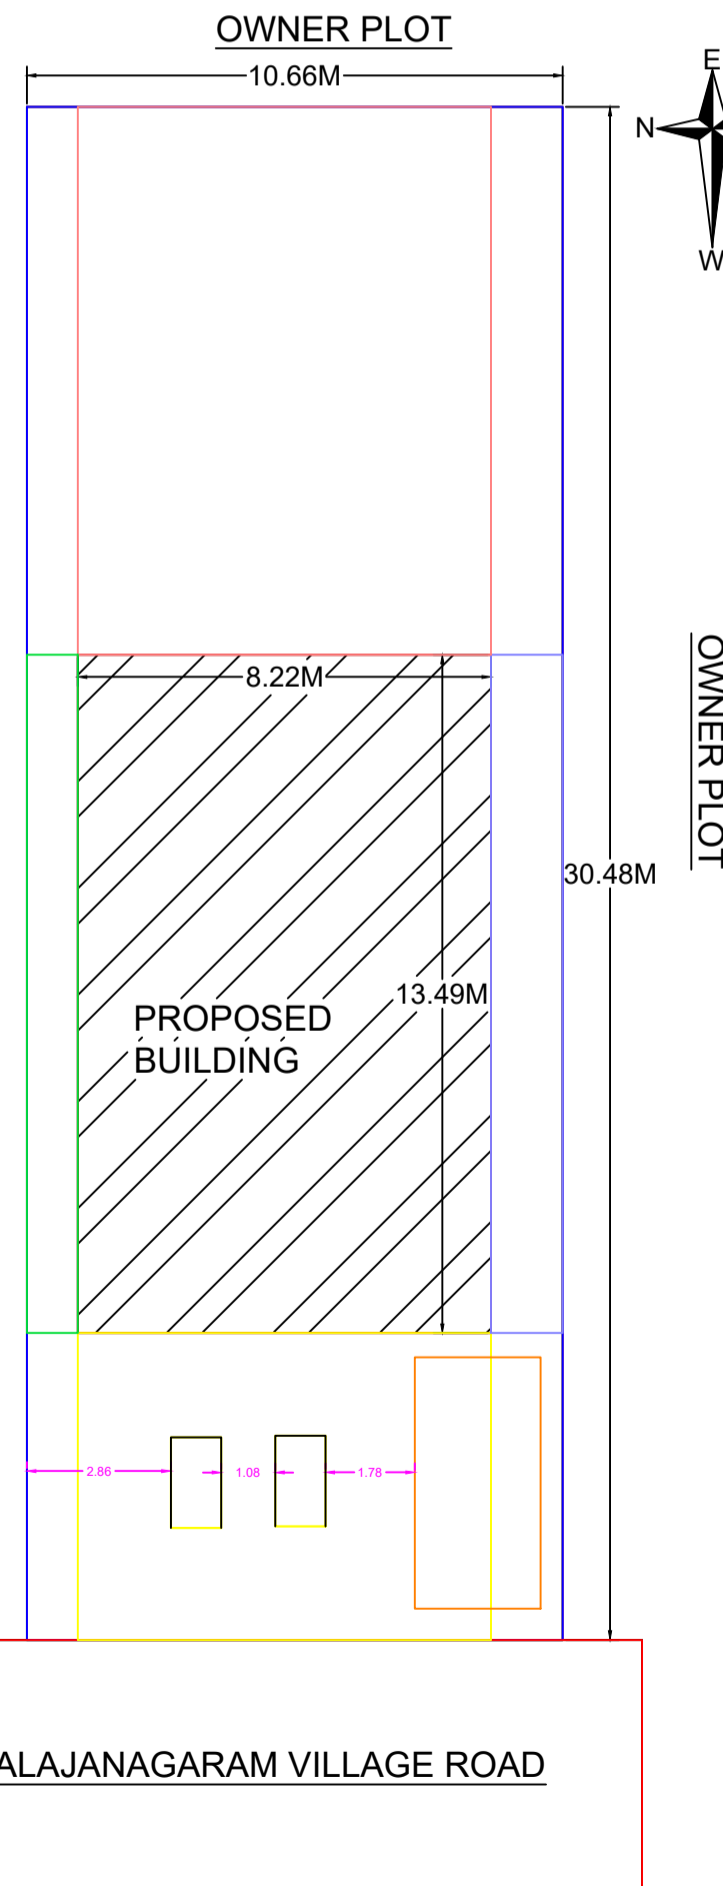 OWNER PLOT
10.66M
E
N
W
8.22M
OWNER PLOT
30.48M
13.49M
PROPOSED
BUILDING
2.86
1.08
1.78
ALAJANAGARAM VILLAGE ROAD